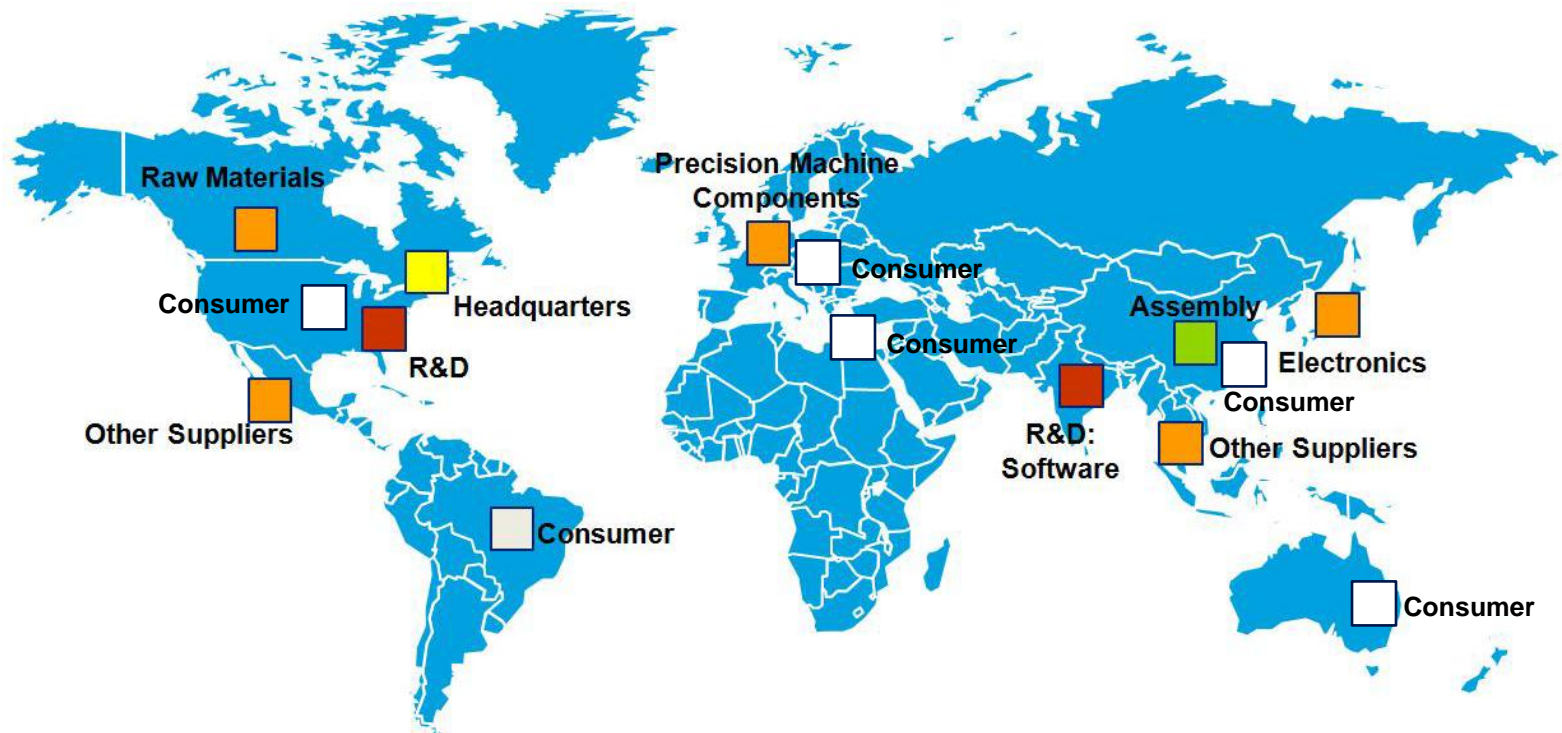 Raw Materials
Precision Machine
Components
Consumer
Headquarters
Consumer
R&D
Other Suppliers
Consumer
Assembly
Electronics
Consumer
R&D:
Software
Other Suppliers
Consumer
Consumer